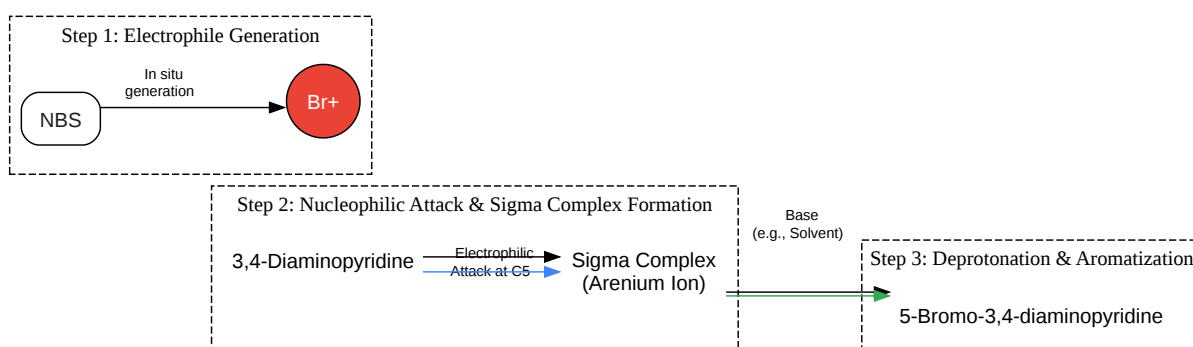 Step 1: Electrophile Generation
In situ
generation
NBS
Br+
Step 2: Nucleophilic Attack & Sigma Complex Formation
3,4-Diaminopyridine
Electrophilic
Attack at C5
Sigma Complex
(Arenium Ion)
Base
(e.g., Solvent)
Step 3: Deprotonation & Aromatization
5-Bromo-3,4-diaminopyridine